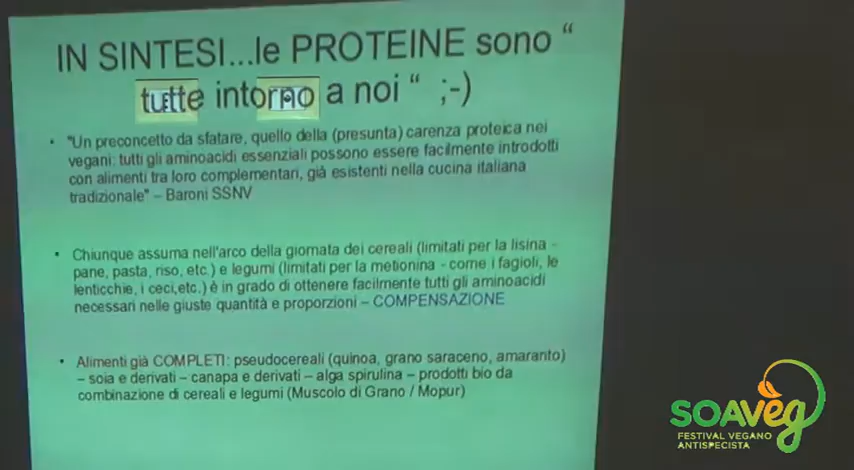 IN SINTESI...le PROTEINE sono “
tutte intorno a noi “ ;-)
• "Un preconcetto da sfatare, quello della (presunta) carenza proteica nei
vegani: tutti gli aminoacidi essenziali possono essere facilmente introdotti
con alimenti tra loro complementari, già esistenti nella cucina italiana
tradizionale" – Baroni SSNV
• Chiunque assuma nell'arco della giornata dei cereali (limitati per la lisina -
pane, pasta, riso, etc.) e legumi (limitati per la metionina - come i fagioli, le
lenticchie, i ceci,etc.) è in grado di ottenere facilmente tutti gli aminoacidi
necessari nelle giuste quantità e proporzioni – COMPENSAZIONE
• Alimenti già COMPLETI: pseudocereali (quinoa, grano saraceno, amaranto)
– soia e derivati – canapa e derivati – alga spirulina – prodotti bio da
combinazione di cereali e legumi (Muscolo di Grano / Mopur)
SOAVEG
FESTIVAL VEGANO
ANTISPECISTA